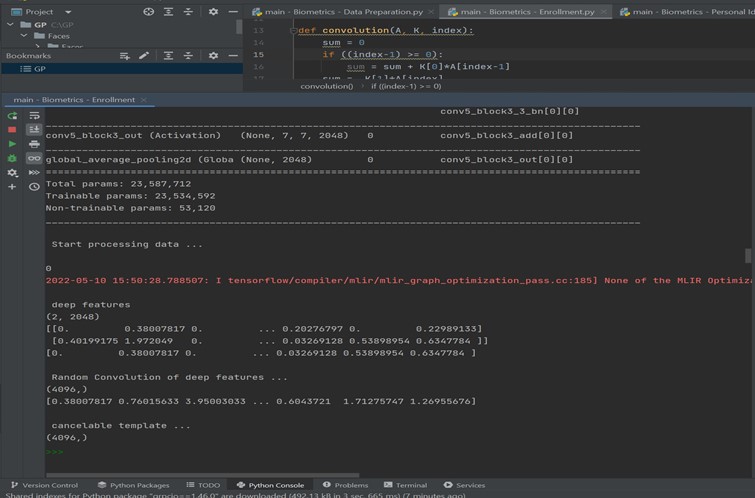 Project
main - Biometrics - Data Preparation.py
main - Biometrics - Enrollment.py
main - Biometrics - Personal Id
GP C:\GP
Faces
Faces
Bookmarks
GP
13 def convolution(A, K, index):
14 sum = 0
15 if ((index-1) >= 0):
16 sum = sum + K[0]*A[index-1]
17 sum = K[1]*A[index]
convolution() › if ((index-1) >= 0)
main - Biometrics - Enrollment
conv5_block3_3_bn[0][0]
conv5_block3_out (Activation) (None, 7, 7, 2048) 0 conv5_block3_add[0][0]
global_average_pooling2d (Globa (None, 2048) 0 conv5_block3_out[0][0]
Total params: 23,587,712
Trainable params: 23,534,592
Non-trainable params: 53,120
Start processing data ...
0
2022-05-10 15:50:28.788507: I tensorflow/compiler/mlir/mlir_graph_optimization_pass.cc:185] None of the MLIR Optimiz
deep features
(2, 2048)
[[0. 0.38007817 0. ... 0.20276797 0. 0.22989133]
[0.40199175 1.972049 0. ... 0.03269128 0.53898954 0.6347784 ]]
[0. 0.38007817 0. ... 0.03269128 0.53898954 0.6347784 ]
Random Convolution of deep features ...
(4096,)
[0.38007817 0.76015633 3.95003033 ... 0.6043721 1.71275747 1.26955676]
cancelable template ...
(4096,)
>>>
Version Control
Python Packages
TODO
Python Console
Problems
Terminal
Services
Shared indexes for Python package "grpcio==1.46.0" are downloaded (492.13 kB in 3 sec, 665 ms) (7 minutes ago)